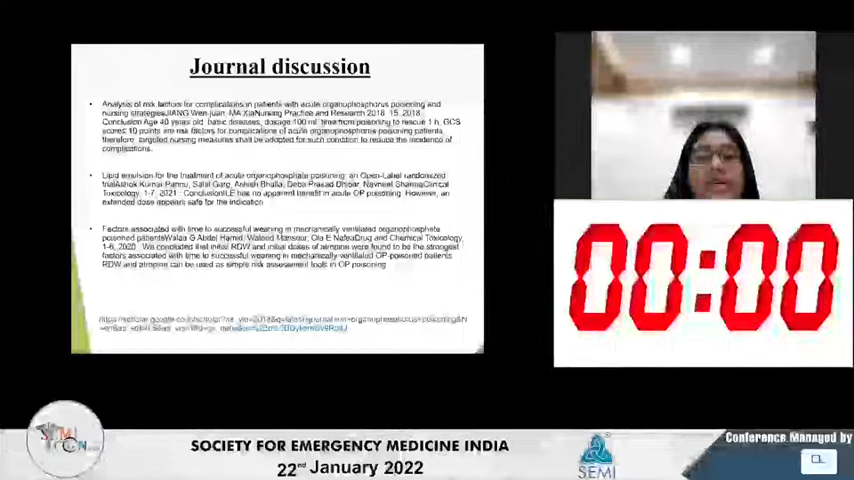 Journal discussion
• Analysis of risk factors for complications in patients with acute organophosphorus poisoning and
nursing strategiesJIANG Wen-juan, MA XiaNursing Practice and Research 2018 15, 2018
Conclusion Age 40 years old, basic diseases, dosage 100 ml, time from poisoning to rescue 1 h, GCS
scores 10 points are risk factors for complications of acute organophosphorus poisoning patients,
therefore, targeted nursing measures shall be adopted for such condition to reduce the incidence of
complications.
• Lipid emulsion for the treatment of acute organophosphate poisoning: an Open-Label randomized
trialAshok Kumar Pannu, Garg, Ashish Bhalla, Deba Prasad Dhibar, Navneet SharmaClinical
Toxicology, 1-7, 2021 ConclusionILE has no apparent benefit in acute OP poisoning. However, an
extended dose appears safe for the indication
• Factors associated with time to successful weaning in mechanically ventilated organophosphate
poisoned patientsWalaa G Abdel Hamid, Waleed Mansour, Ola E NafeaDrug and Chemical Toxicology,
1-6, 2020 We concluded that initial RDW and initial doses of atropine were found to be the strongest
factors associated with time to successful weaning in mechanically-ventilated OP-poisoned patients
RDW and atropine can be used as simple risk assessment tools in OP poisoning
00:00
SEMI
SOCIETY FOR EMERGENCY MEDICINE INDIA
22nd January 2022
SEMI
Conference Managed by
CL